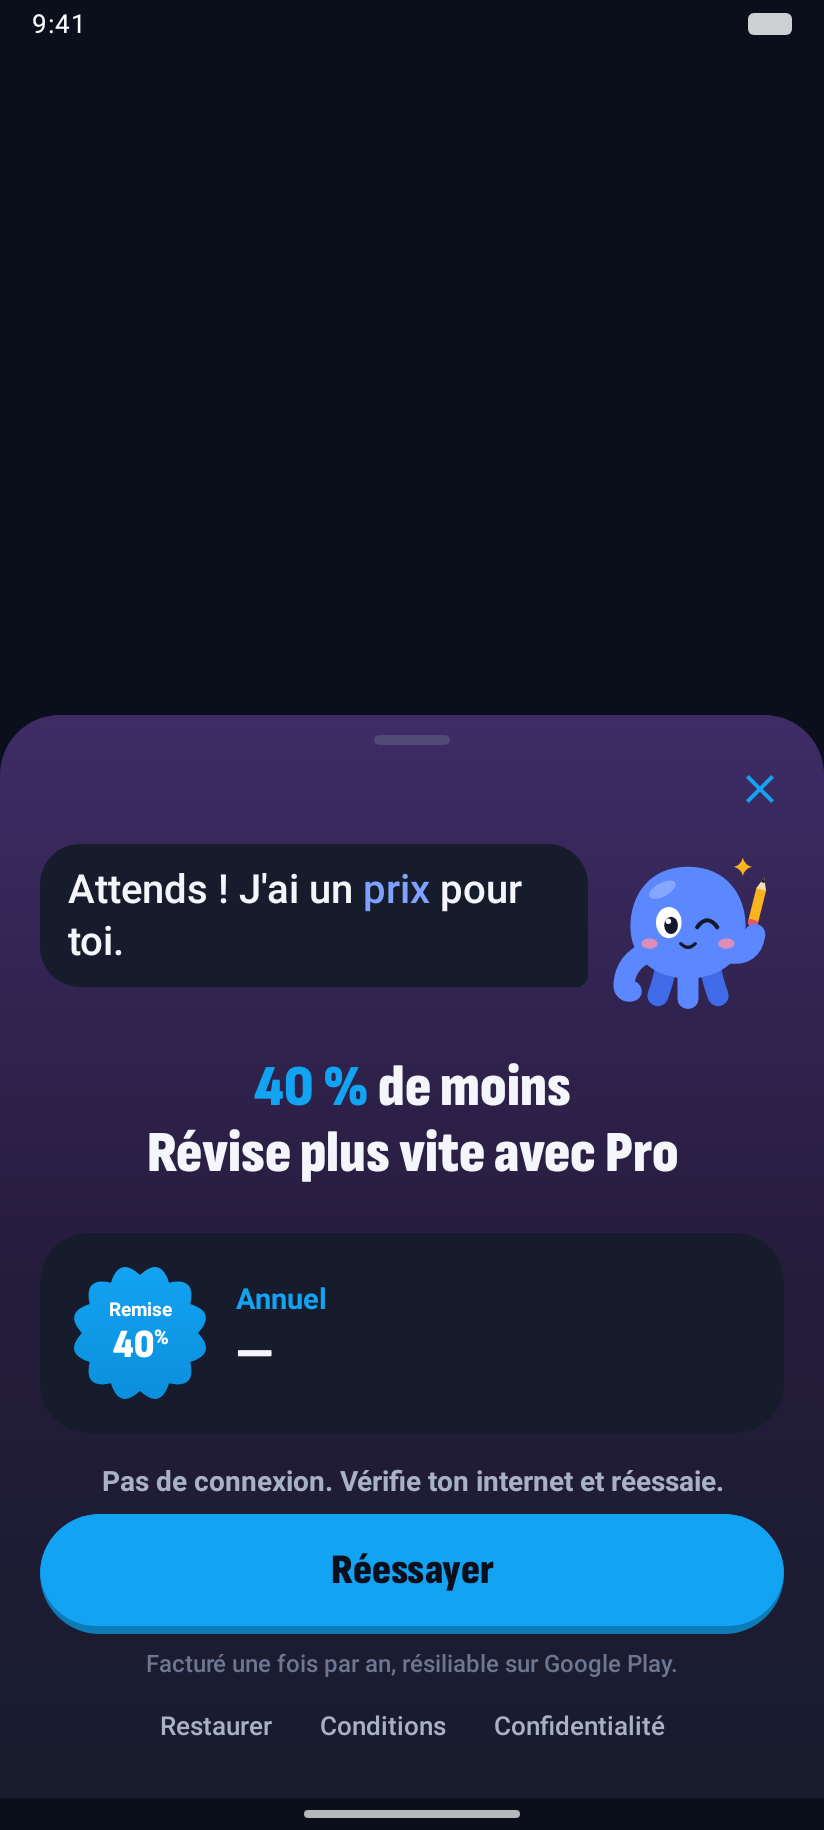 9:41
Attends ! J'ai un prix pour
toi.
40 % de moins
Révise plus vite avec Pro
Remise
40%
Annuel
—
Pas de connexion. Vérifie ton internet et réessaie.
Réessayer
Facturé une fois par an, résiliable sur Google Play.
Restaurer Conditions Confidentialité